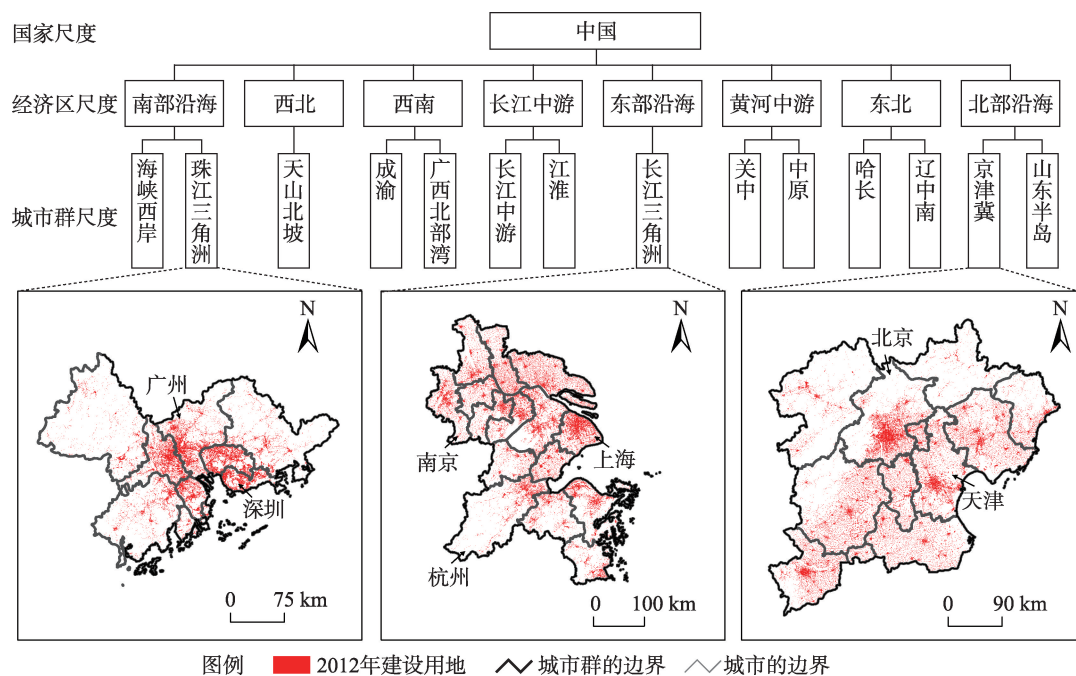 国家尺度
中国
经济区尺度
南部沿海
西北
西南
长江中游
东部沿海
黄河中游
东北
北部沿海
城市群尺度
海峡西岸
珠江三角洲
天山北坡
成渝
广西北部湾
长江中游
江淮
长江三角洲
关中
中原
哈长
辽中南
京津冀
山东半岛
N
广州
深圳
0 75 km
N
南京
上海
杭州
0 100 km
N
北京
天津
0 90 km
图例 2012年建设用地 城市群的边界 城市的边界